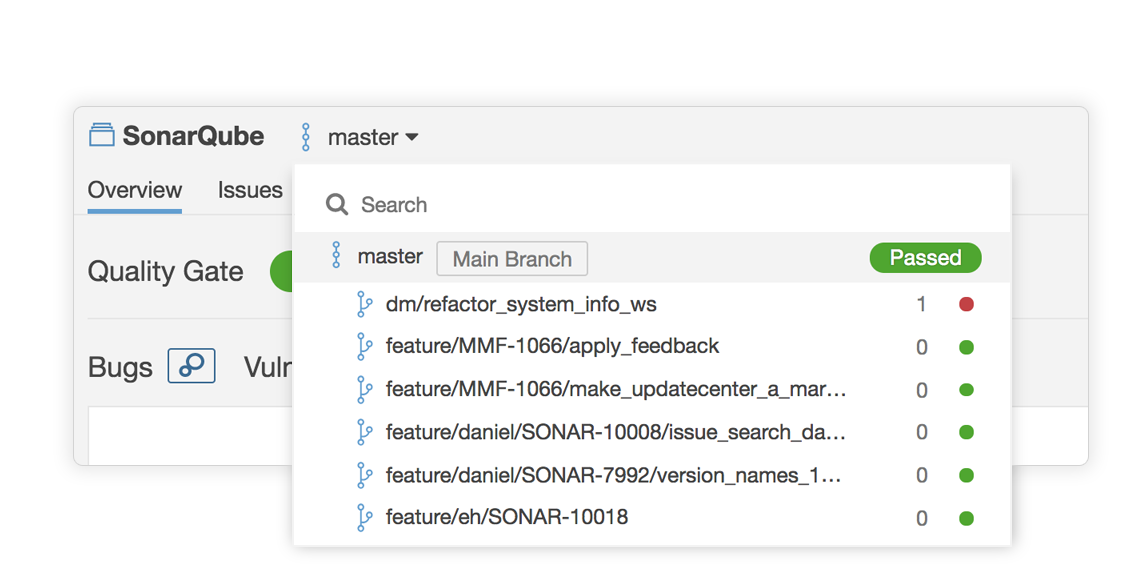 SonarQube master
Overview Issues
Search
Quality Gate
master Main Branch Passed
dm/refactor_system_info_ws 1
feature/MMF-1066/apply_feedback 0
Bugs Vuln
feature/MMF-1066/make_updatecenter_a_mar... 0
feature/daniel/SONAR-10008/issue_search_da... 0
feature/daniel/SONAR-7992/version_names_1... 0
feature/eh/SONAR-10018 0